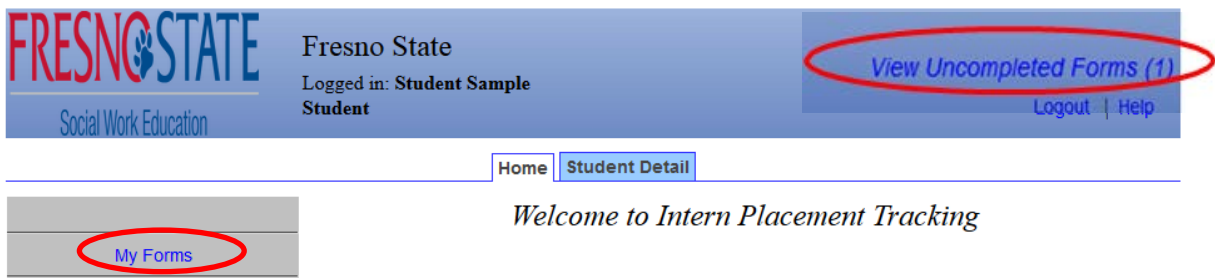 FRESNO STATE
Social Work Education
Fresno State
Logged in: Student Sample
Student
View Uncompleted Forms (1)
Logout | Help
Home Student Detail
Welcome to Intern Placement Tracking
My Forms